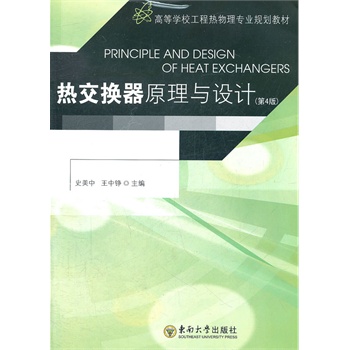 高等学校工程热物理专业规划教材
PRINCIPLE AND DESIGN
OF HEAT EXCHANGERS
热交换器原理与设计(第4版)
史美中 王中铮 ◎ 主编
东南大学出版社
SOUTHEAST UNIVERSITY PRESS